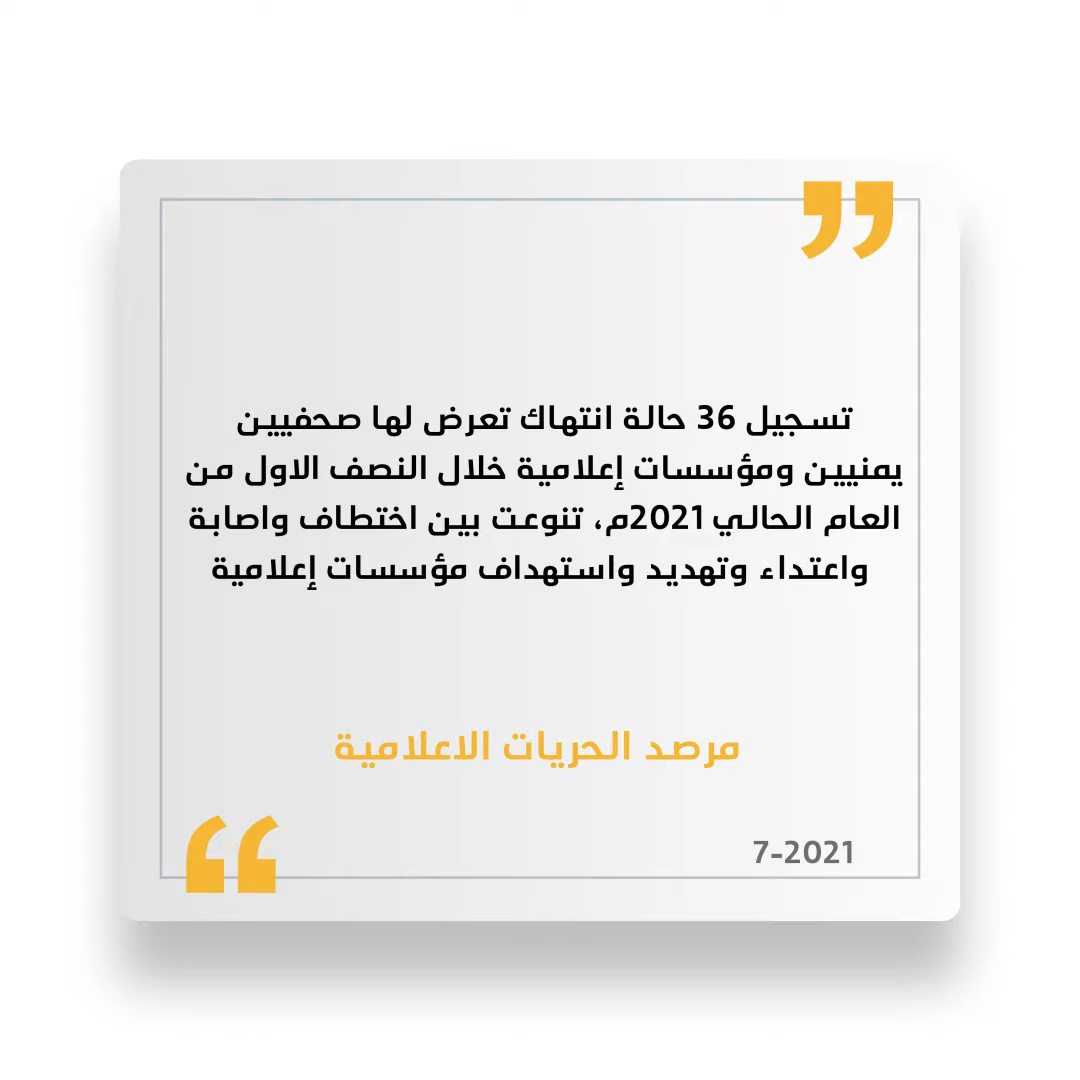 تسجيل 36 حالة انتهاك تعرض لها صحفيين
يمنيين ومؤسسات إعلامية خلال النصف الاول من
العام الحالي 2021م، تنوعت بين اختطاف واصابة
واعتداء وتهديد واستهداف مؤسسات إعلامية
مرصد الحريات الاعلامية
7-2021